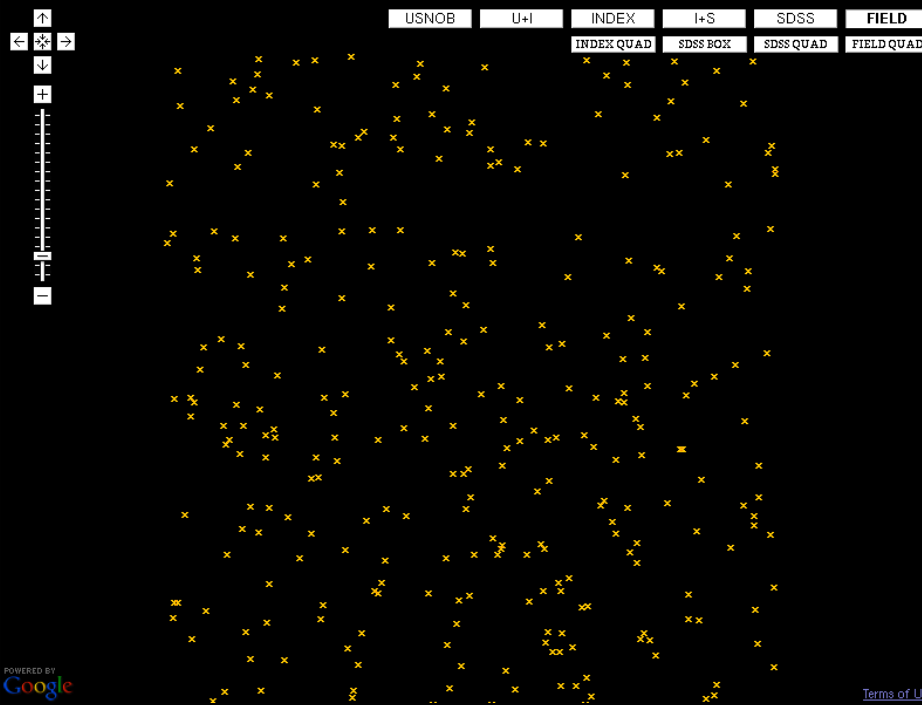 USNOB U+I INDEX I+S SDSS FIELD
INDEX QUAD SDSS BOX SDSS QUAD FIELD QUAD
POWERED BY
Google
Terms of U